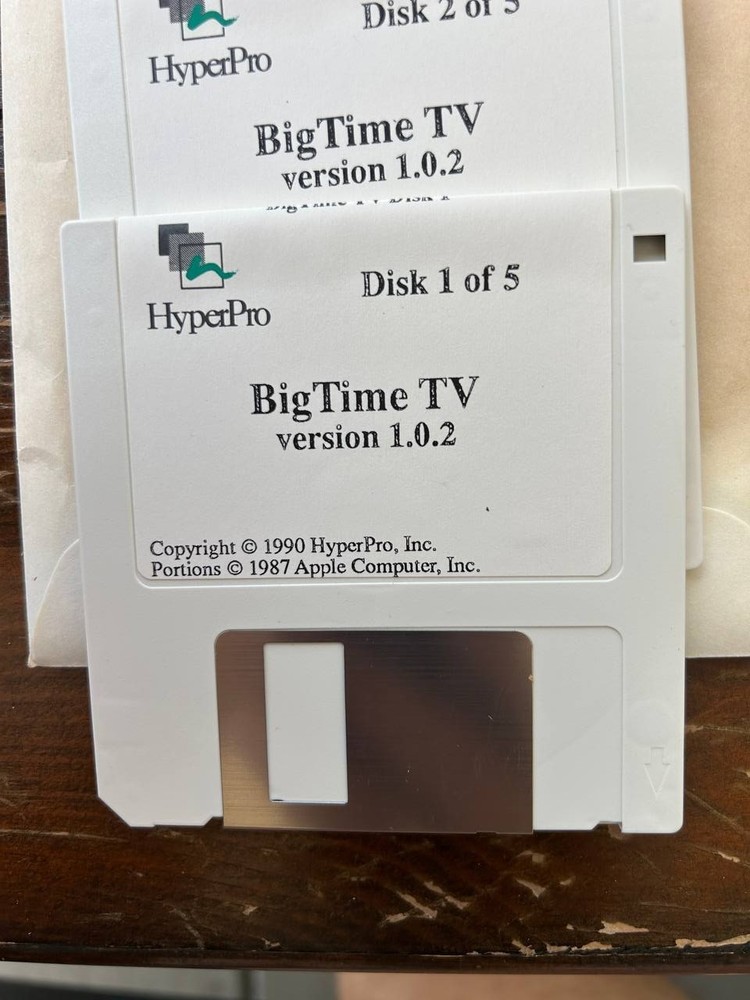 Disk 2 of 5
HyperPro
BigTime TV
version 1.0.2
HyperPro
Disk 1 of 5
BigTime TV
version 1.0.2
Copyright © 1990 HyperPro, Inc.
Portions © 1987 Apple Computer, Inc.